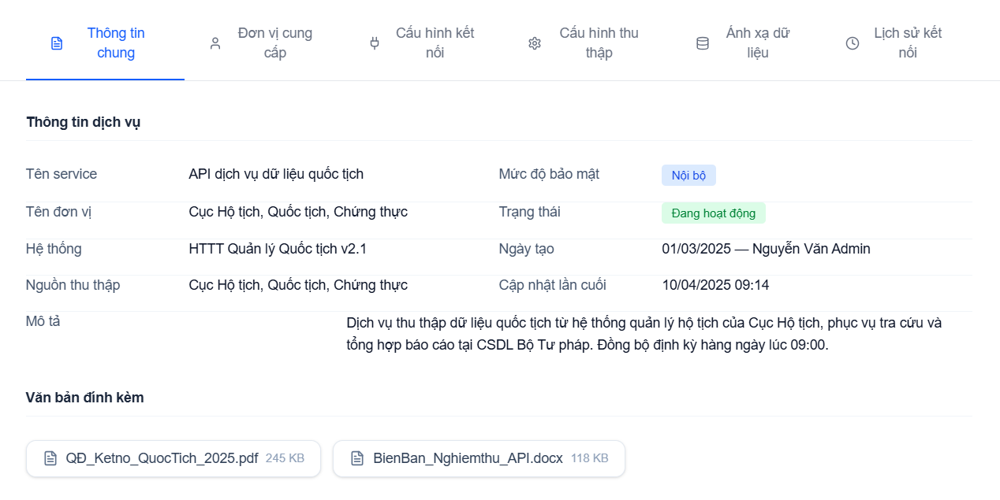 Thông tin chung
Đơn vị cung cấp
Cấu hình kết nối
Cấu hình thu thập
Ánh xạ dữ liệu
Lịch sử kết nối
Thông tin dịch vụ
Tên service API dịch vụ dữ liệu quốc tịch Mức độ bảo mật Nội bộ
Tên đơn vị Cục Hộ tịch, Quốc tịch, Chứng thực Trạng thái Đang hoạt động
Hệ thống HTTT Quản lý Quốc tịch v2.1 Ngày tạo 01/03/2025 — Nguyễn Văn Admin
Nguồn thu thập Cục Hộ tịch, Quốc tịch, Chứng thực Cập nhật lần cuối 10/04/2025 09:14
Mô tả Dịch vụ thu thập dữ liệu quốc tịch từ hệ thống quản lý hộ tịch của Cục Hộ tịch, phục vụ tra cứu và
tổng hợp báo cáo tại CSDL Bộ Tư pháp. Đồng bộ định kỳ hàng ngày lúc 09:00.
Văn bản đính kèm
QĐ_Ketno_QuocTich_2025.pdf 245 KB BienBan_Nghiemthu_API.docx 118 KB